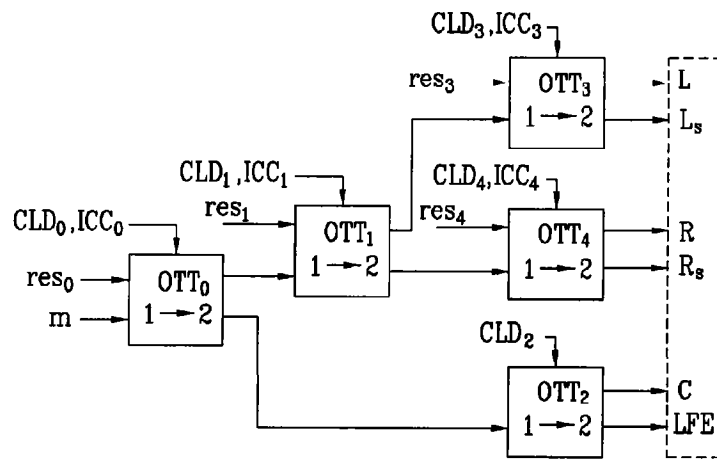 CLD₃,ICC₃
res₃
OTT₃
1 → 2
L
Lₛ
CLD₁,ICC₁
res₁
OTT₁
1 → 2
CLD₄,ICC₄
res₄
OTT₄
1 → 2
R
Rₛ
CLD₀,ICC₀
res₀
m
OTT₀
1 → 2
CLD₂
OTT₂
1 → 2
C
LFE